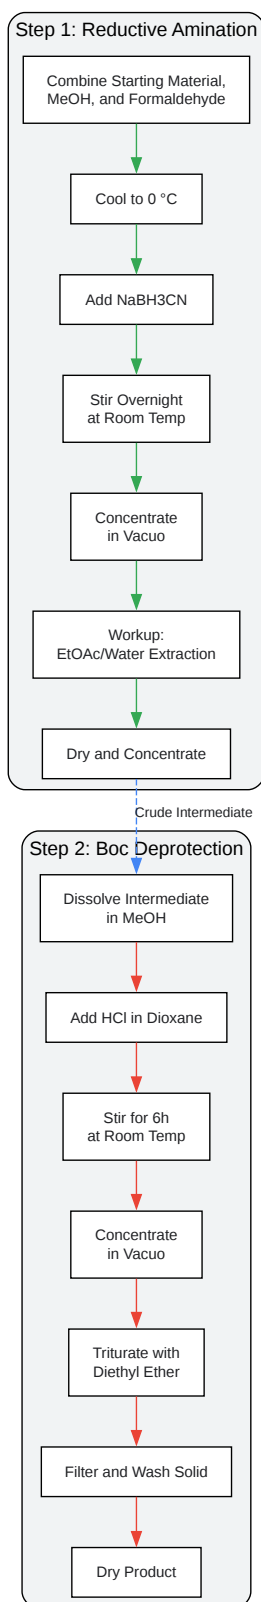 Step 1: Reductive Amination
Combine Starting Material,
MeOH, and Formaldehyde
Cool to 0 °C
Add NaBH3CN
Stir Overnight
at Room Temp
Concentrate
in Vacuo
Workup:
EtOAc/Water Extraction
Dry and Concentrate
Crude Intermediate
Step 2: Boc Deprotection
Dissolve Intermediate
in MeOH
Add HCl in Dioxane
Stir for 6h
at Room Temp
Concentrate
in Vacuo
Triturate with
Diethyl Ether
Filter and Wash Solid
Dry Product